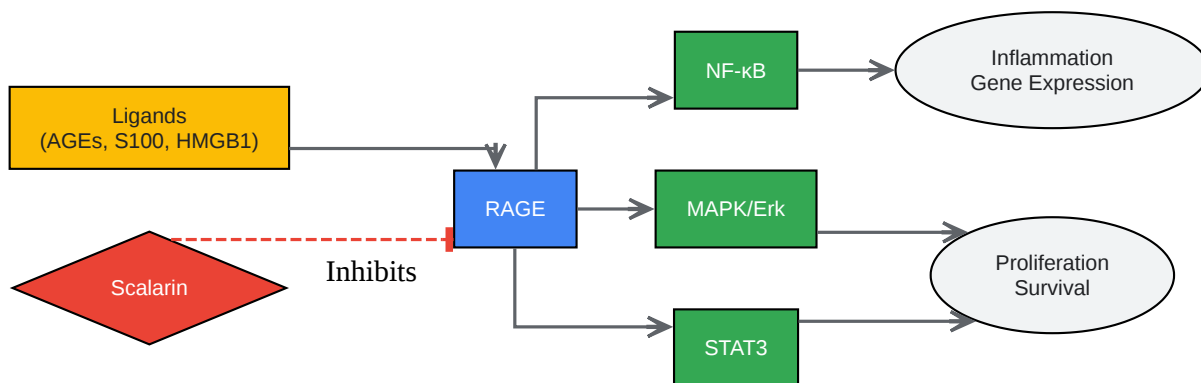 NF-κB
Inflammation
Gene Expression
Ligands
(AGEs, S100, HMGB1)
RAGE
MAPK/Erk
Scalarin
Inhibits
Proliferation
Survival
STAT3